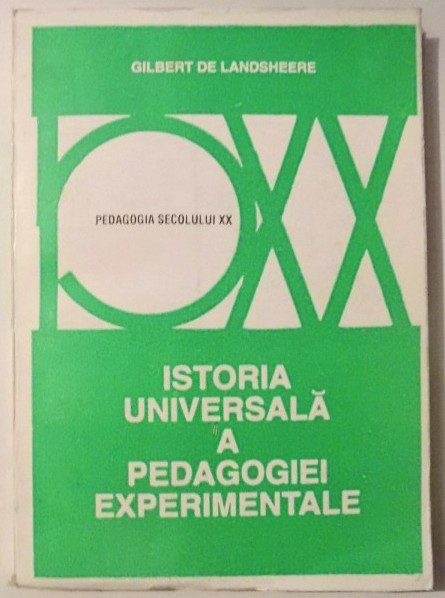 GILBERT DE LANDSHEERE
PEDAGOGIA SECOLULUI XX
XX
ISTORIA
UNIVERSALĂ
A
PEDAGOGIEI
EXPERIMENTALE